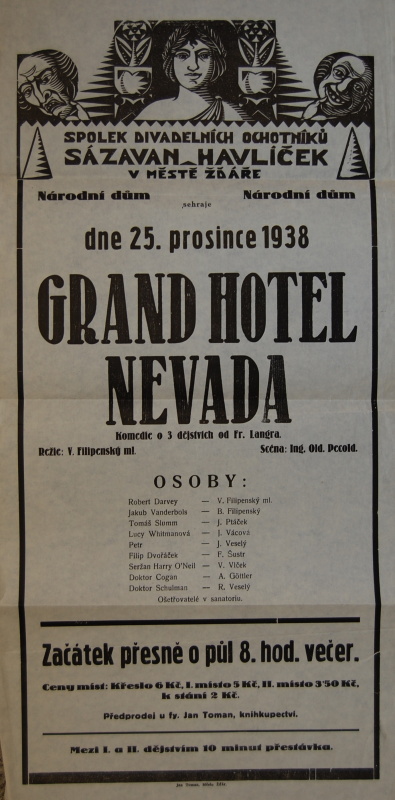 SPOLEK DIVADELNÍCH OCHOTNÍKŮ
SÁZAVAN-HAVLÍČEK
V MĚSTĚ ŽĎÁŘE
Národní dům Národní dům
sehraje
dne 25. prosince 1938
GRAND HOTEL
NEVADA
Komedie o 3 dějstvích od Fr. Langra.
Režie: V. Filipenský ml. Scéna: Ing. Old. Pecold.
OSOBY:
Robert Darvey — V. Filipenský ml.
Jakub Vanderbols — B. Filipenský
Tomáš Slumm — J. Ptáček
Lucy Whitmanová — J. Vácová
Petr — J. Veselý
Filip Dvořáček — F. Šustr
Seržan Harry O'Neil — V. Vlček
Doktor Cogan — A. Göttler
Doktor Schulman — R. Veselý
Ošetřovatelé v sanatoriu.
Začátek přesně o půl 8. hod. večer.
Ceny míst: Křeslo 6 Kč, I. místo 5 Kč, II. místo 3'50 Kč,
k stání 2 Kč.
Předprodej u fy. Jan Toman, knihkupectví.
Mezi I. a II. dějstvím 10 minut přestávka.
Jan Toman,